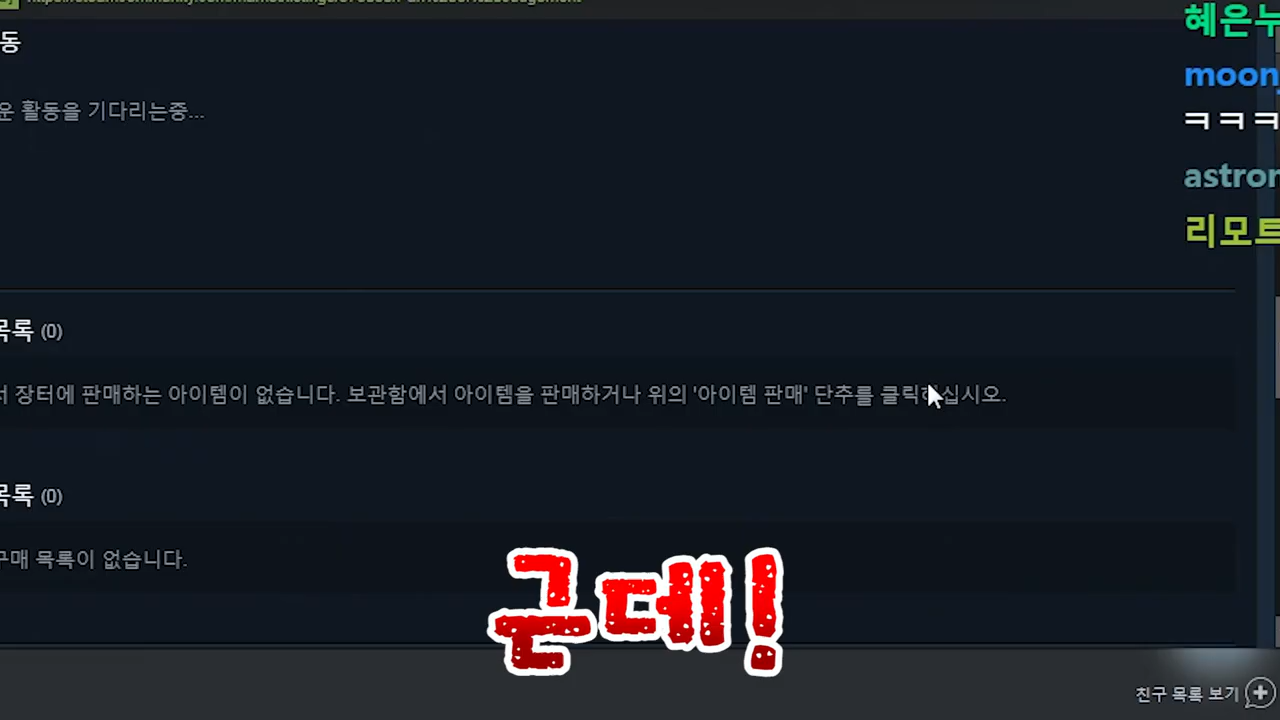 동
운 활동을 기다리는중...
목록 (0)
서 장터에 판매하는 아이템이 없습니다. 보관함에서 아이템을 판매하거나 위의 '아이템 판매' 단추를 클릭하십시오.
목록 (0)
구매 목록이 없습니다.
근데!
친구 목록 보기
혜은누
moon
ㅋㅋㅋ
astror
리모트